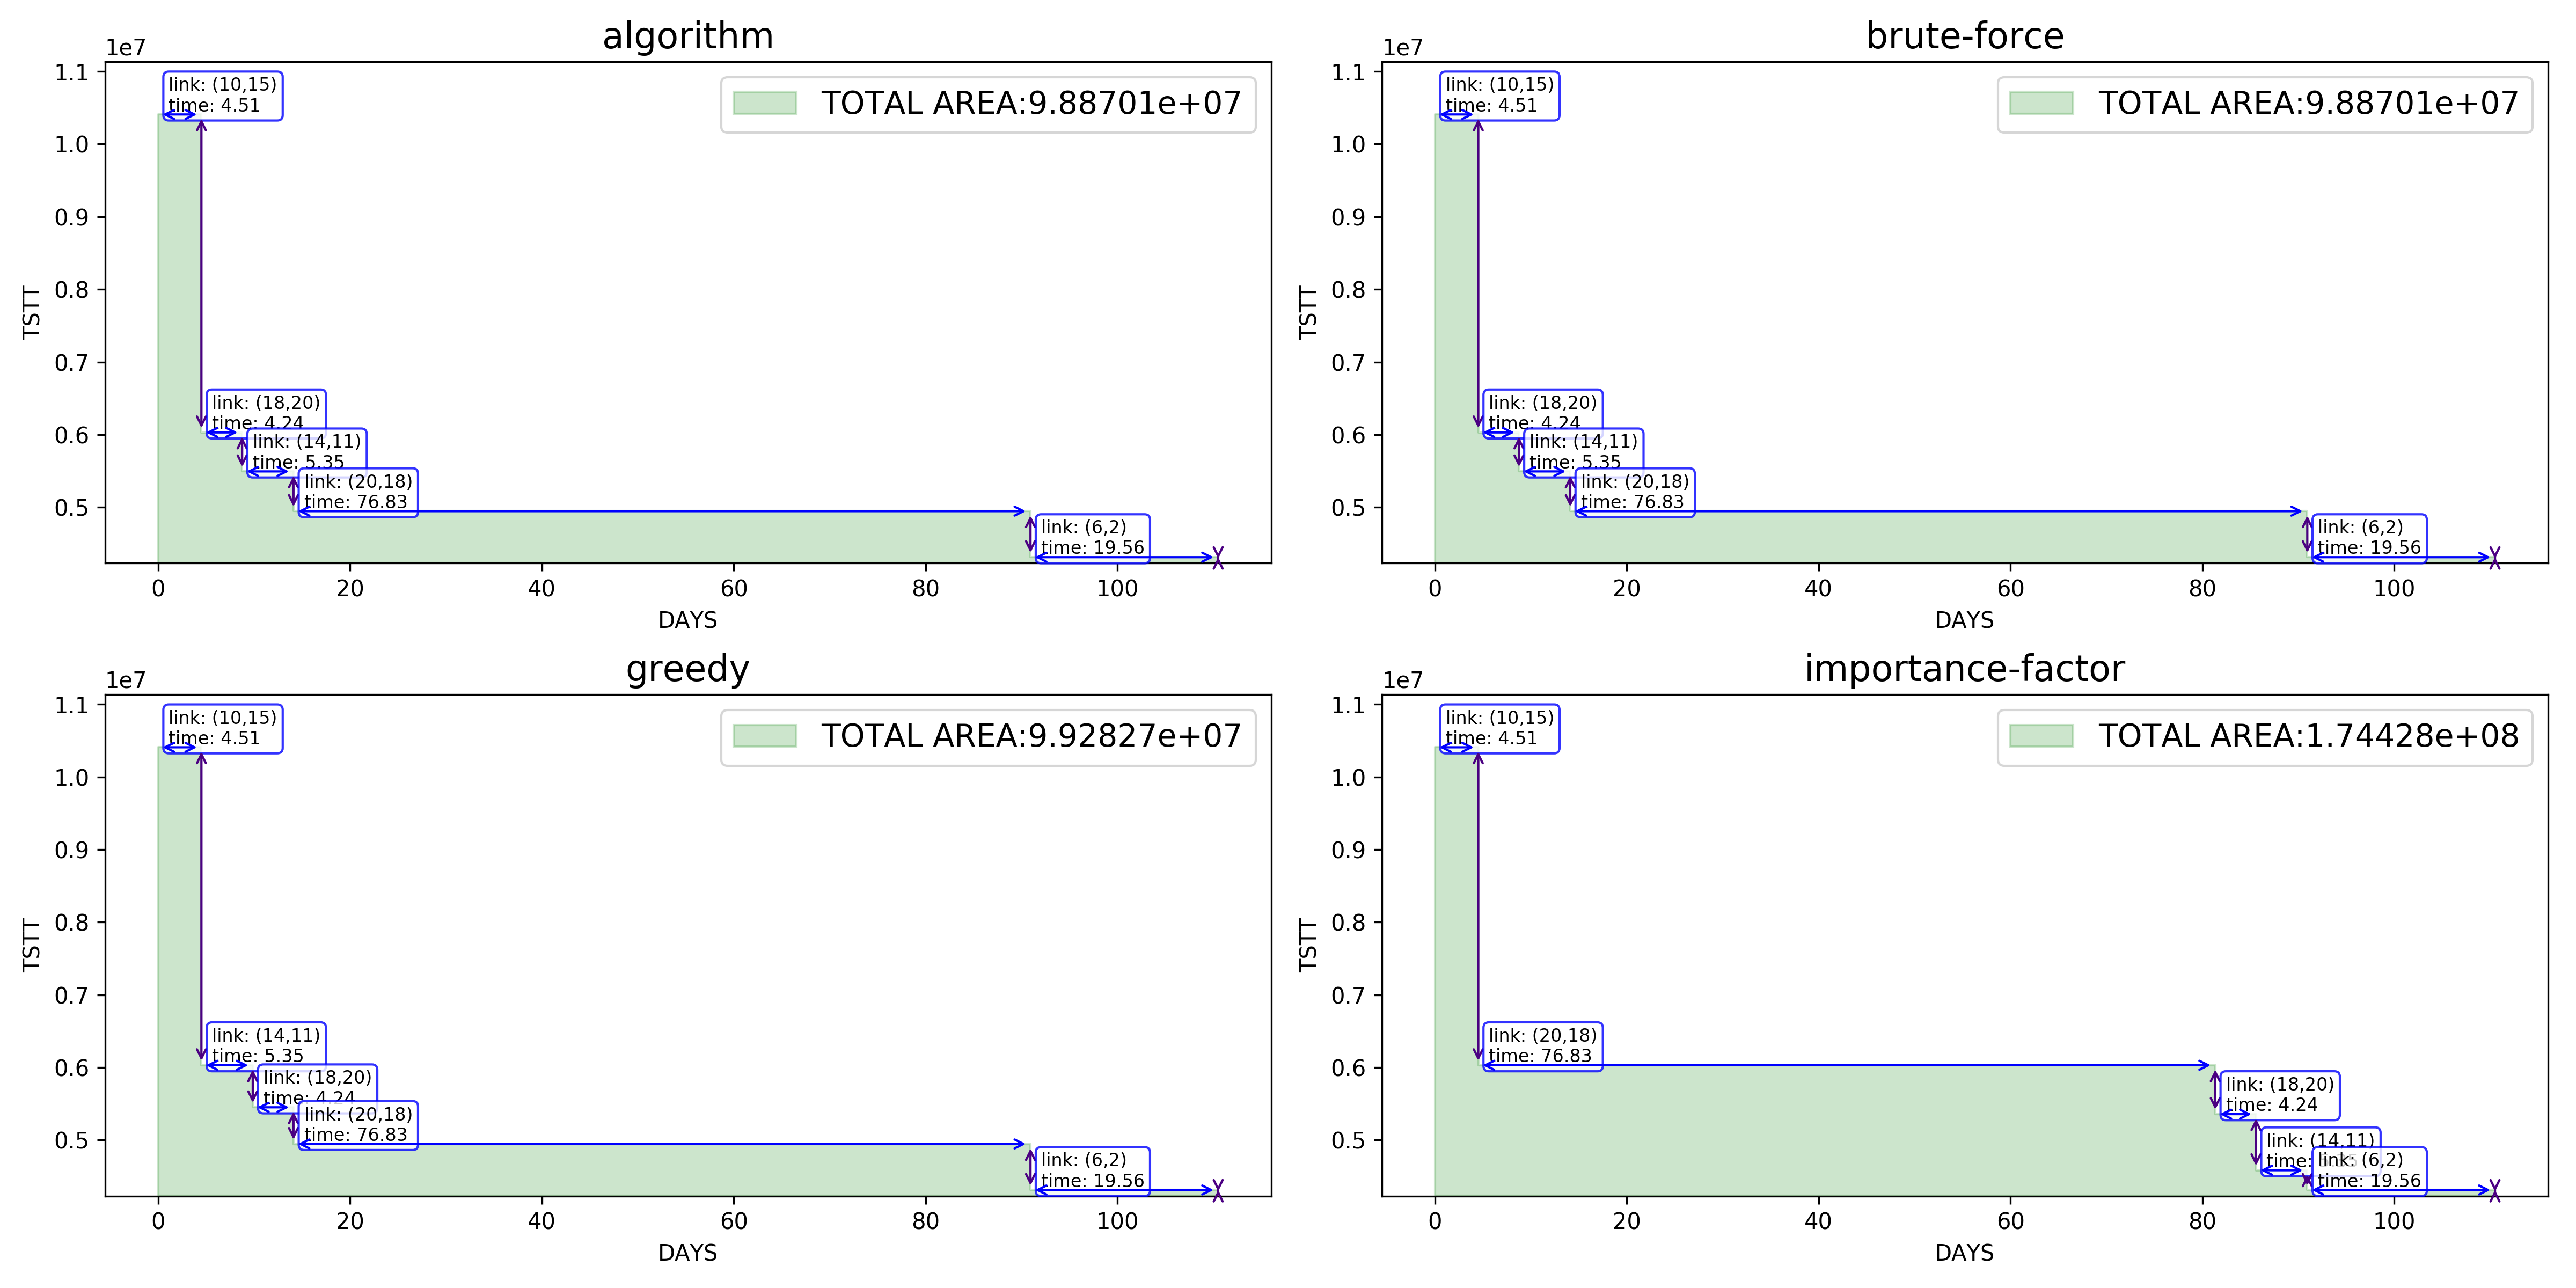 algorithm
1e7
1.1
1.0
0.9
0.8
0.7
0.6
0.5
TSTT
link: (10,15)
time: 4.51
TOTAL AREA:9.88701e+07
link: (18,20)
time: 4.24
link: (14,11)
time: 5.35
link: (20,18)
time: 76.83
link: (6,2)
time: 19.56
0 20 40 60 80 100
DAYS
brute-force
1e7
1.1
1.0
0.9
0.8
0.7
0.6
0.5
TSTT
link: (10,15)
time: 4.51
TOTAL AREA:9.88701e+07
link: (18,20)
time: 4.24
link: (14,11)
time: 5.35
link: (20,18)
time: 76.83
link: (6,2)
time: 19.56
0 20 40 60 80 100
DAYS
greedy
1e7
1.1
1.0
0.9
0.8
0.7
0.6
0.5
TSTT
link: (10,15)
time: 4.51
TOTAL AREA:9.92827e+07
link: (14,11)
time: 5.35
link: (18,20)
time: 4.24
link: (20,18)
time: 76.83
link: (6,2)
time: 19.56
0 20 40 60 80 100
DAYS
importance-factor
1e7
1.1
1.0
0.9
0.8
0.7
0.6
0.5
TSTT
link: (10,15)
time: 4.51
TOTAL AREA:1.74428e+08
link: (20,18)
time: 76.83
link: (18,20)
time: 4.24
link: (14,11)
time:
link: (6,2)
time: 19.56
0 20 40 60 80 100
DAYS